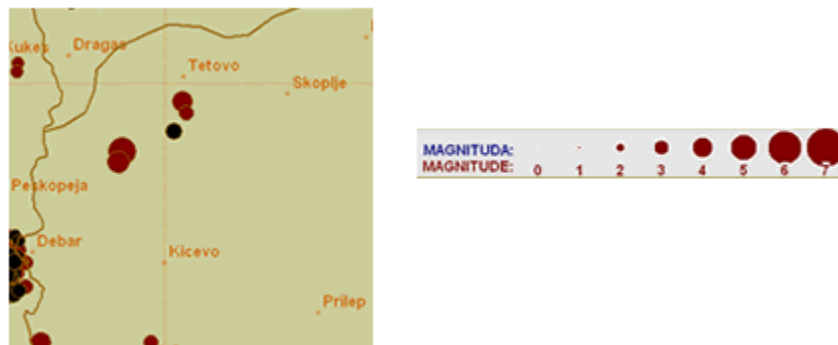 Kukes
Dragas
Tetovo
Skoplje
Peskopeja
Debar
Kicevo
Prilep
MAGNITUDA:
MAGNITUDE: 0 1 2 3 4 5 6 7